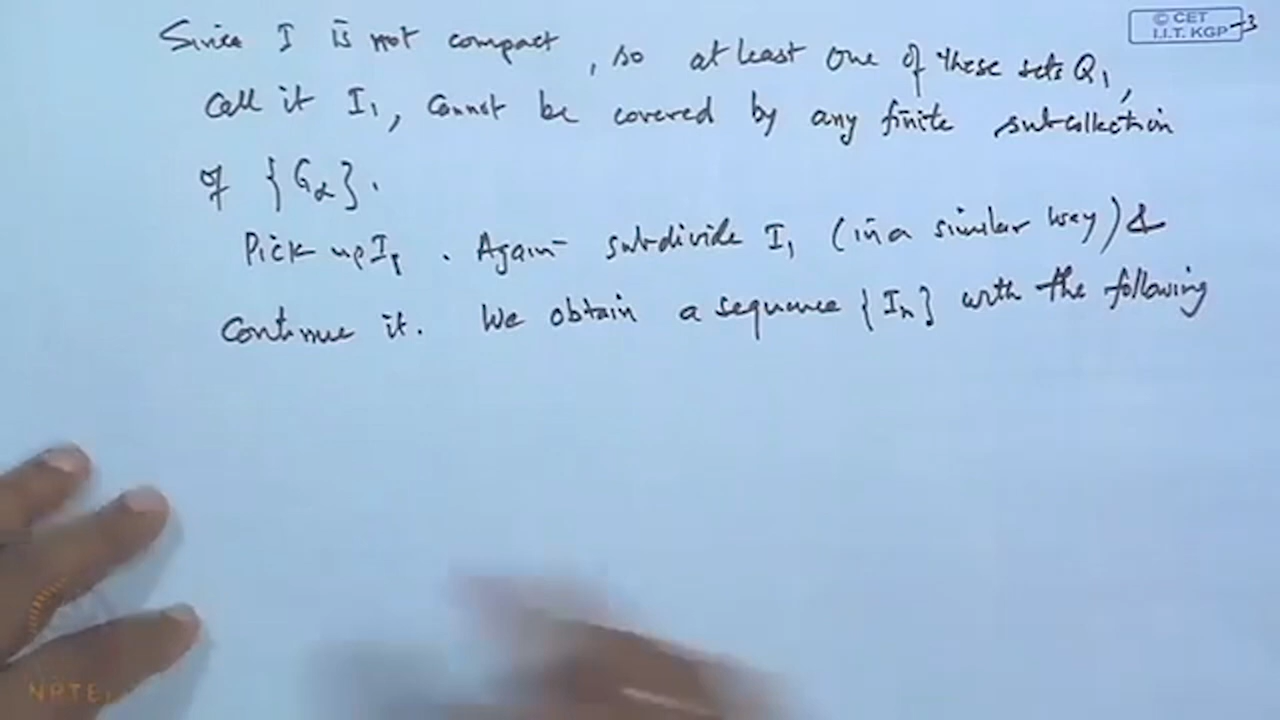 Since I is not compact, so at least one of these sets Q1,
call it I1, cannot be covered by any finite subcollection
of {Gα}.
Pick up I1. Again subdivide I1 (in a similar way) &
continue it. We obtain a sequence {In} with the following
© CET
I.I.T. KGP
-3
NPTEL